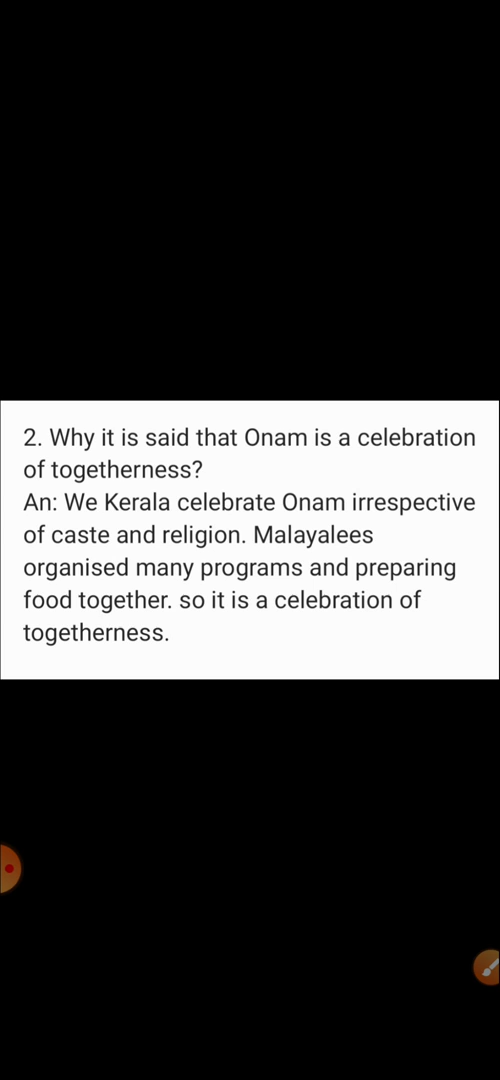 2. Why it is said that Onam is a celebration
of togetherness?
An: We Kerala celebrate Onam irrespective
of caste and religion. Malayalees
organised many programs and preparing
food together. so it is a celebration of
togetherness.